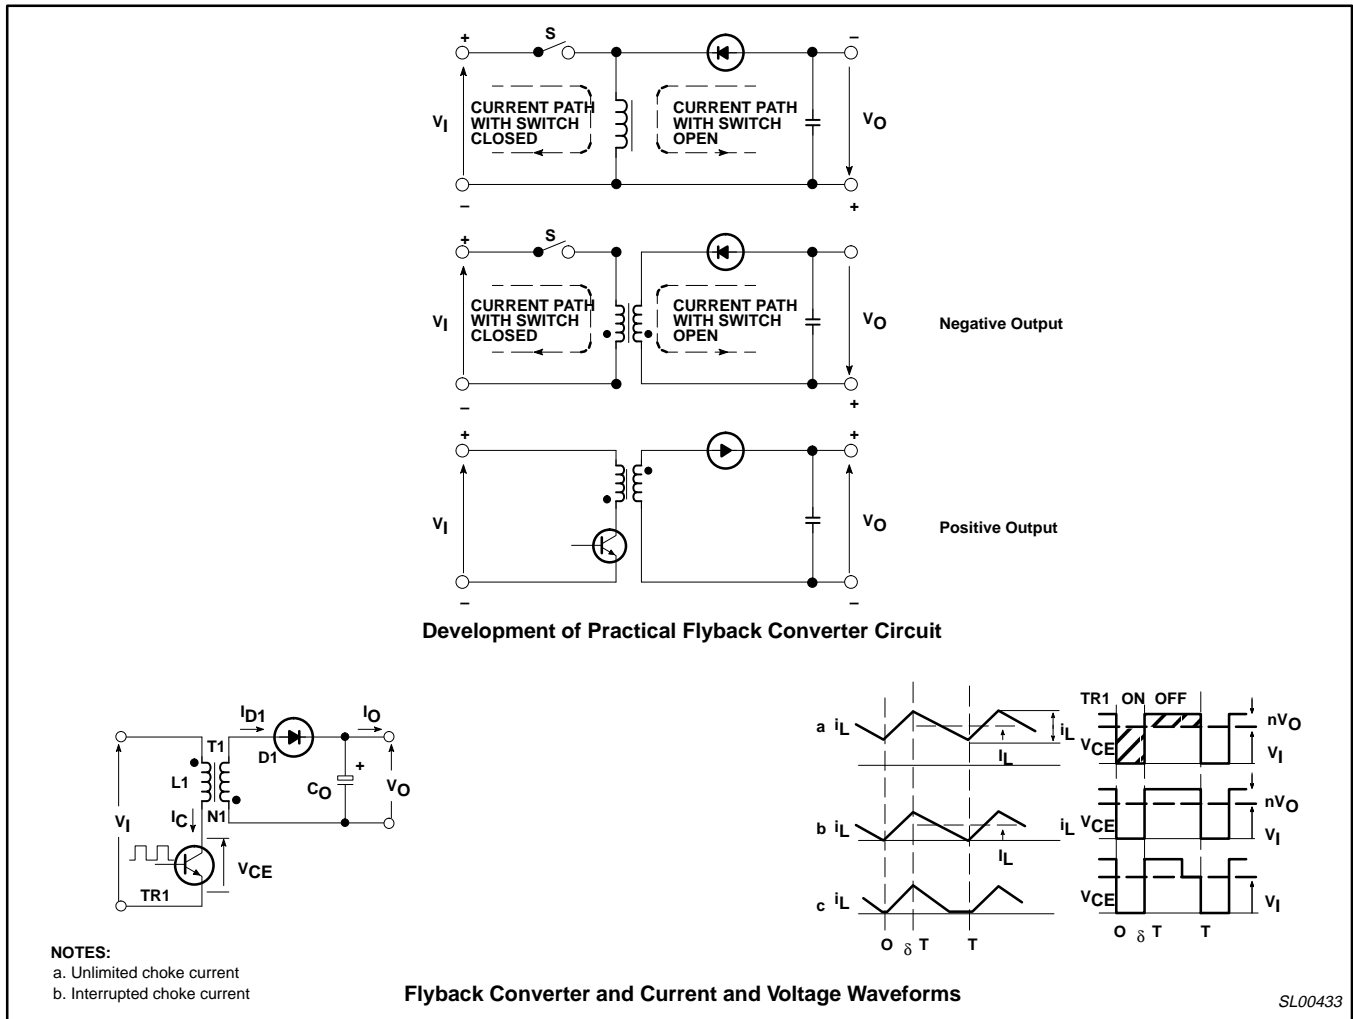 + S –
CURRENT PATH WITH SWITCH CLOSED
CURRENT PATH WITH SWITCH OPEN
VI
VO
– +
+ S
CURRENT PATH WITH SWITCH CLOSED
CURRENT PATH WITH SWITCH OPEN
VI
VO
Negative Output
– +
+ +
VI
VO
Positive Output
– –
Development of Practical Flyback Converter Circuit
ID1 IO
T1
D1
L1
+
CO
VO
VI
IC N1
VCE
TR1
a iL
IL
iL
b iL
IL
iL
c iL
O δ T T
TR1 ON OFF
nVO
VCE
VI
nVO
VCE
VI
VCE
VI
O δ T T
NOTES:
a. Unlimited choke current
b. Interrupted choke current
Flyback Converter and Current and Voltage Waveforms
SL00433